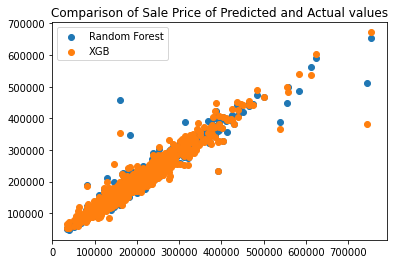 Comparison of Sale Price of Predicted and Actual values
700000
Random Forest
XGB
600000
500000
400000
300000
200000
100000
0 100000 200000 300000 400000 500000 600000 700000